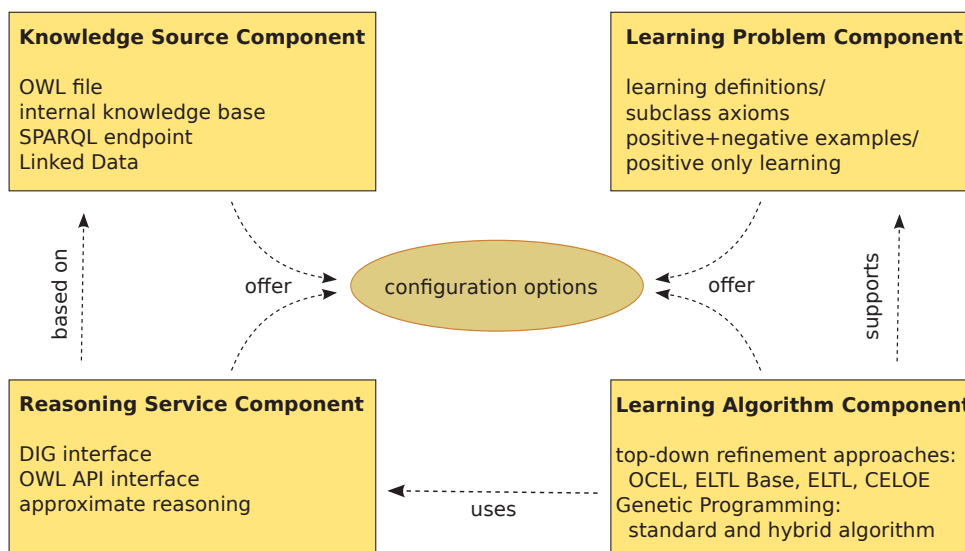 Knowledge Source Component
OWL file
internal knowledge base
SPARQL endpoint
Linked Data
Learning Problem Component
learning definitions/
subclass axioms
positive+negative examples/
positive only learning
based on
offer
configuration options
offer
supports
Reasoning Service Component
DIG interface
OWL API interface
approximate reasoning
uses
Learning Algorithm Component
top-down refinement approaches:
OCEL, ELTL Base, ELTL, CELOE
Genetic Programming:
standard and hybrid algorithm